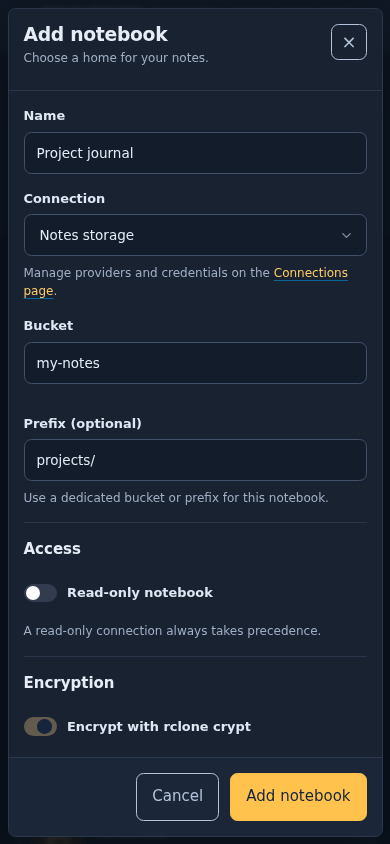 Add notebook
Choose a home for your notes.
Name
Project journal
Connection
Notes storage
Manage providers and credentials on the Connections
page.
Bucket
my-notes
Prefix (optional)
projects/
Use a dedicated bucket or prefix for this notebook.
Access
Read-only notebook
A read-only connection always takes precedence.
Encryption
Encrypt with rclone crypt
Cancel
Add notebook